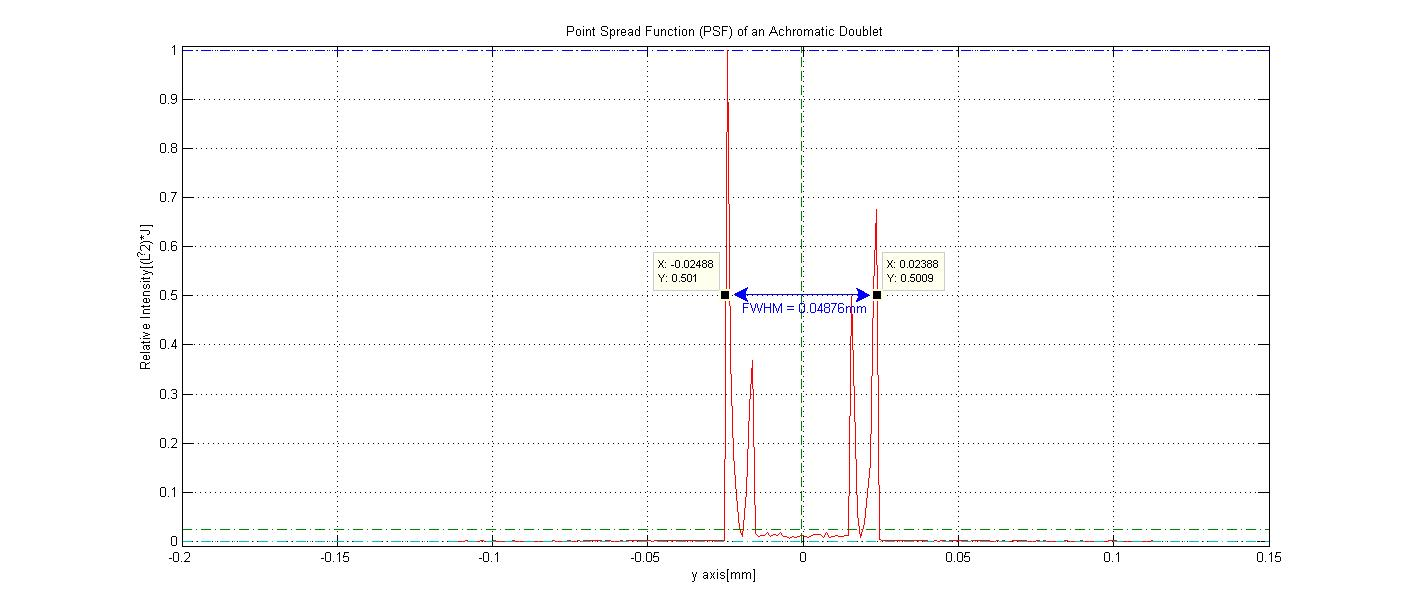 Point Spread Function (PSF) of an Achromatic Doublet
Relative Intensity[(L^2)*J]
1
0.9
0.8
0.7
0.6
0.5
0.4
0.3
0.2
0.1
0
X: -0.02488
Y: 0.501
X: 0.02388
Y: 0.5009
FWHM = 0.04876mm
-0.2
-0.15
-0.1
-0.05
0
0.05
0.1
0.15
y axis[mm]